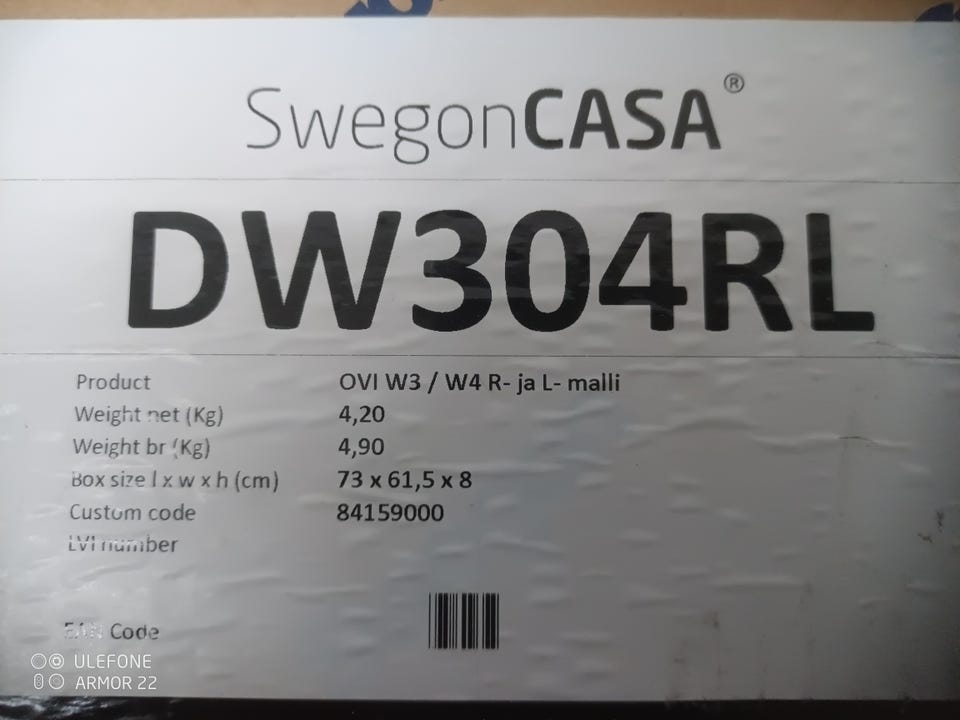 SwegonCASA®
DW304RL
Product OVI W3 / W4 R- ja L- malli
Weight net (Kg) 4,20
Weight br (Kg) 4,90
Box size l x w x h (cm) 73 x 61,5 x 8
Custom code 84159000
LVI number
EAN Code
ULEFONE
ARMOR 22